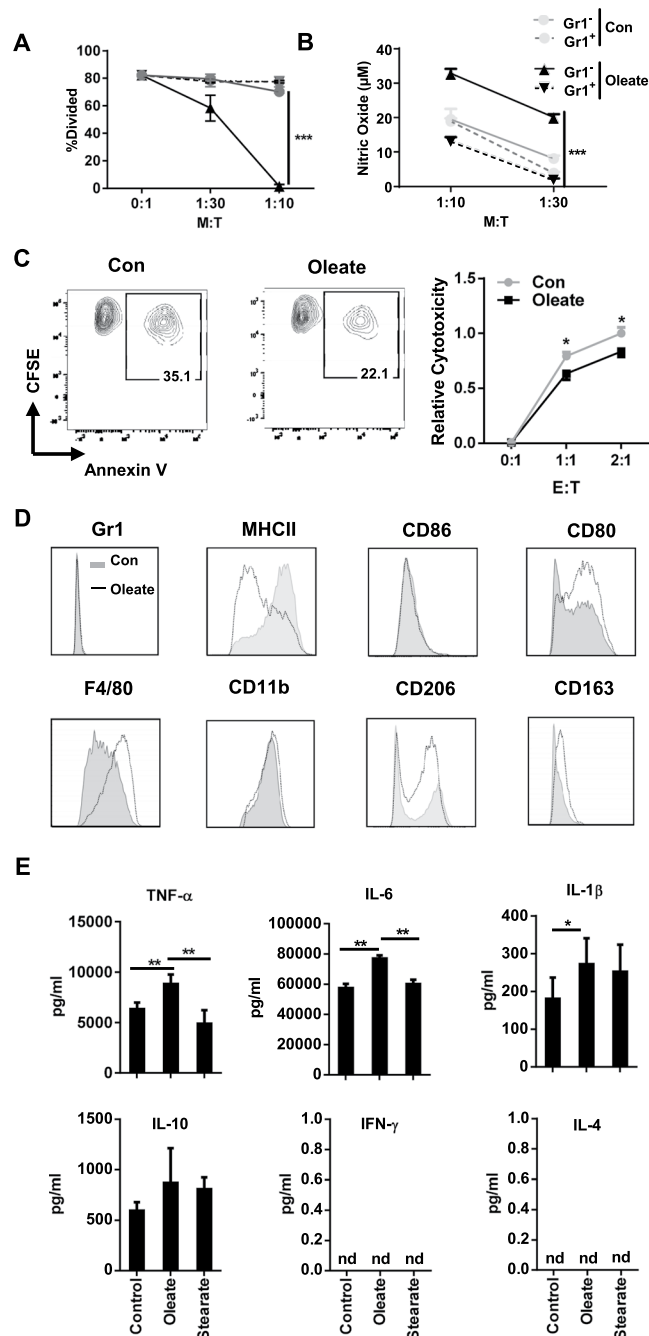 A
%Divided
100
80
60
40
20
0
***
0:1 1:30 1:10
M:T
B
Gr1-
Gr1+
Con
Gr1-
Gr1+
Oleate
Nitric Oxide (µM)
40
30
20
10
0
***
1:10 1:30
M:T
C
Con
Oleate
CFSE
35.1
22.1
Annexin V
Relative Cytotoxicity
1.5
1.0
0.5
0.0
Con
Oleate
* *
0:1 1:1 2:1
E:T
D
Gr1 MHCII CD86 CD80
Con
Oleate
F4/80 CD11b CD206 CD163
E
TNF-α
pg/ml
15000
10000
5000
0
** **
IL-6
pg/ml
100000
80000
60000
40000
20000
0
** **
IL-1β
pg/ml
400
300
200
100
0
*
IL-10
pg/ml
1500
1000
500
0
Control Oleate Stearate
IFN-γ
pg/ml
1.0
0.8
0.6
0.4
0.2
0.0
nd nd nd
Control Oleate Stearate
IL-4
pg/ml
1.0
0.8
0.6
0.4
0.2
0.0
nd nd nd
Control Oleate Stearate